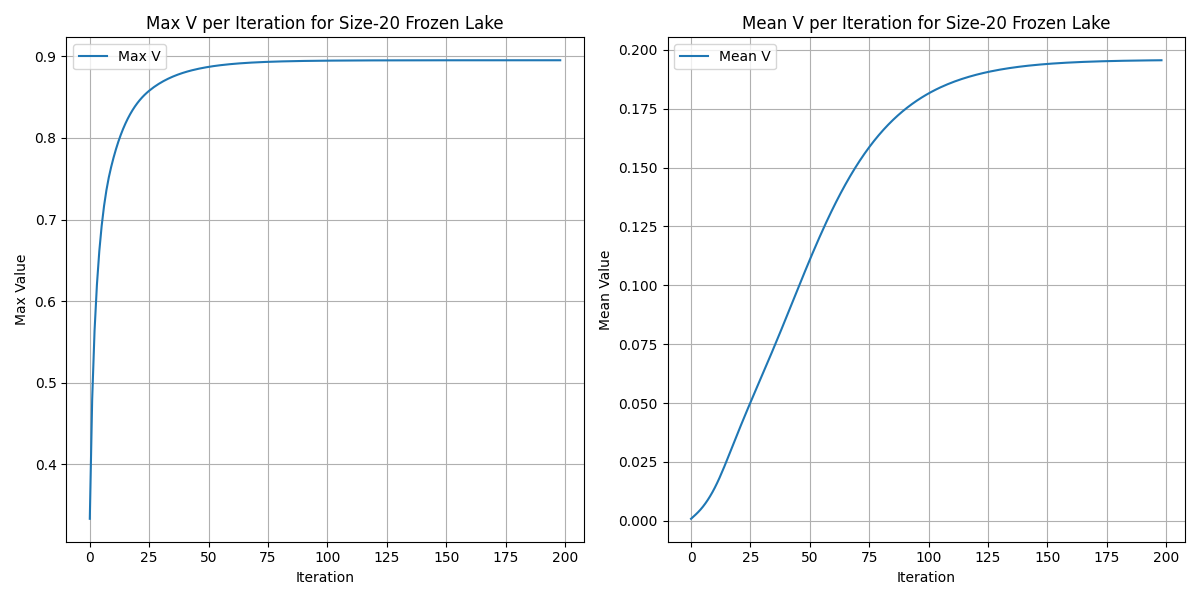 Max V per Iteration for Size-20 Frozen Lake
Max V
0.9
0.8
0.7
0.6
0.5
0.4
Max Value
0 25 50 75 100 125 150 175 200
Iteration
Mean V per Iteration for Size-20 Frozen Lake
Mean V
0.200
0.175
0.150
0.125
0.100
0.075
0.050
0.025
0.000
Mean Value
0 25 50 75 100 125 150 175 200
Iteration